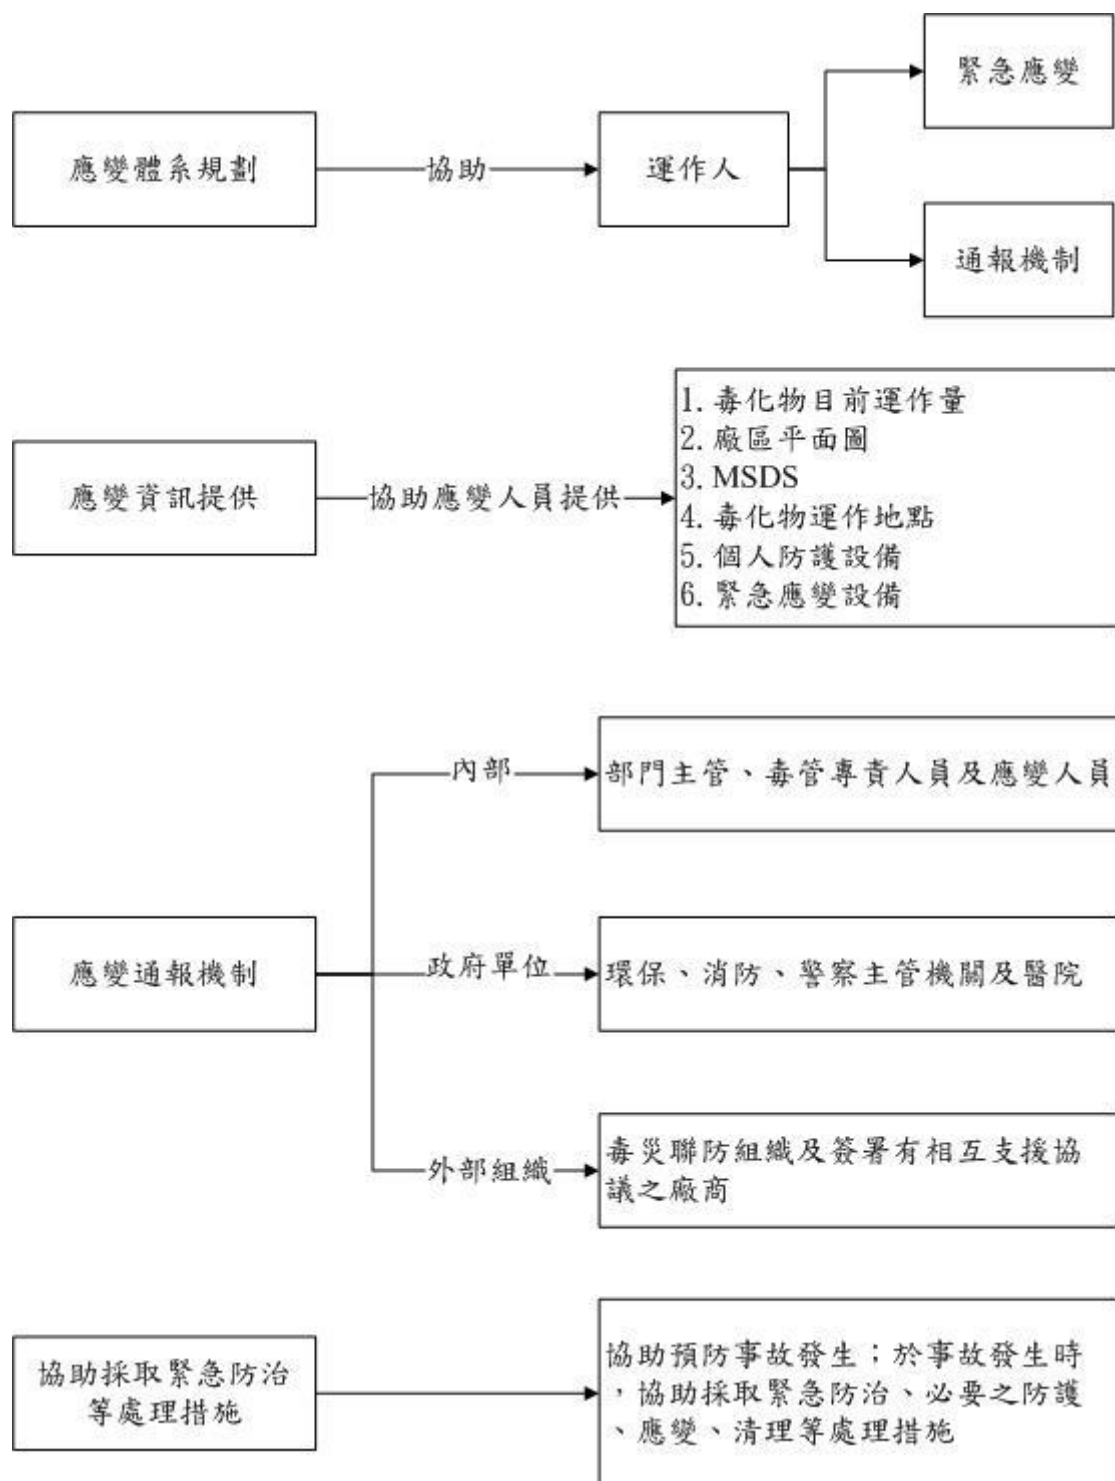 緊急應變
應變體系規劃
協助
運作人
通報機制
1. 毒化物目前運作量
2. 廠區平面圖
3. MSDS
4. 毒化物運作地點
5. 個人防護設備
6. 緊急應變設備
應變資訊提供
協助應變人員提供
內部
部門主管、毒管專責人員及應變人員
應變通報機制
政府單位
環保、消防、警察主管機關及醫院
外部組織
毒災聯防組織及簽署有相互支援協
議之廠商
協助採取緊急防治
等處理措施
協助預防事故發生；於事故發生時
，協助採取緊急防治、必要之防護
、應變、清理等處理措施